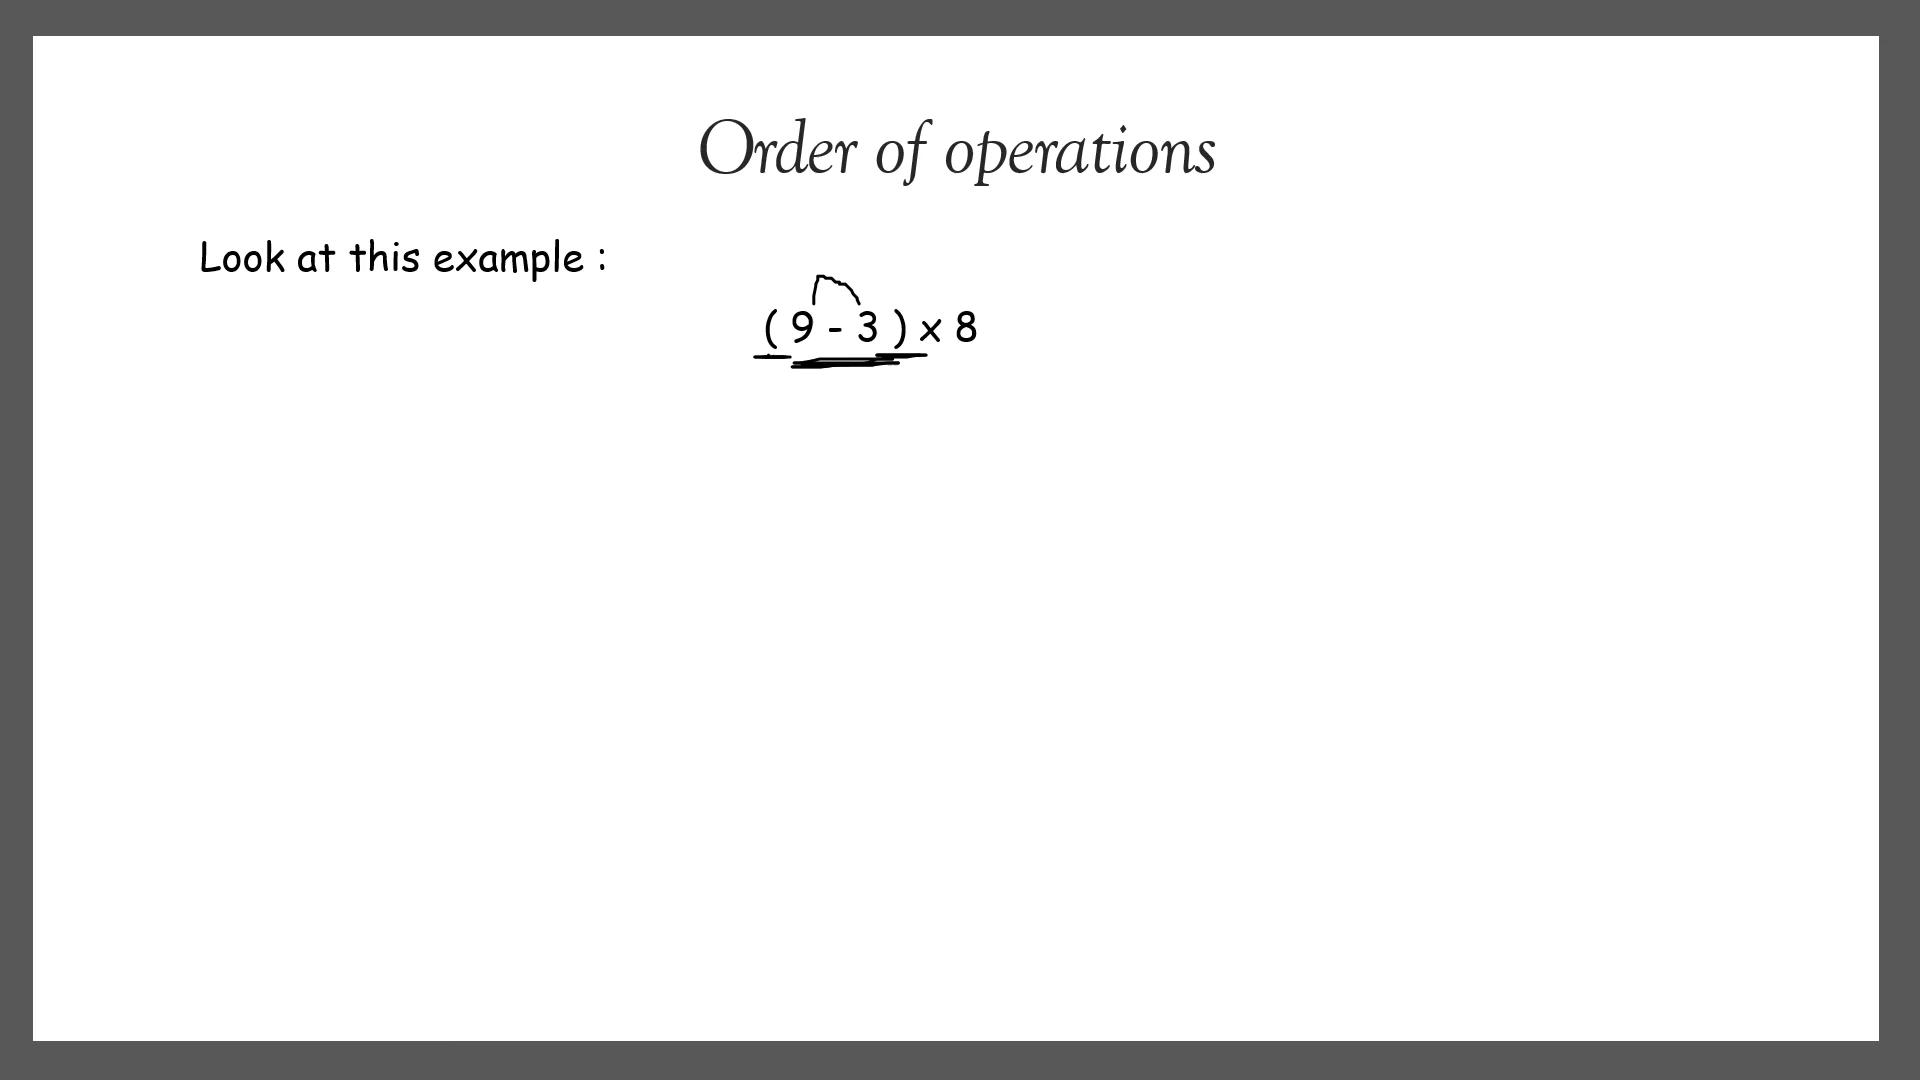 Order of operations
Look at this example :
( 9 - 3 ) x 8